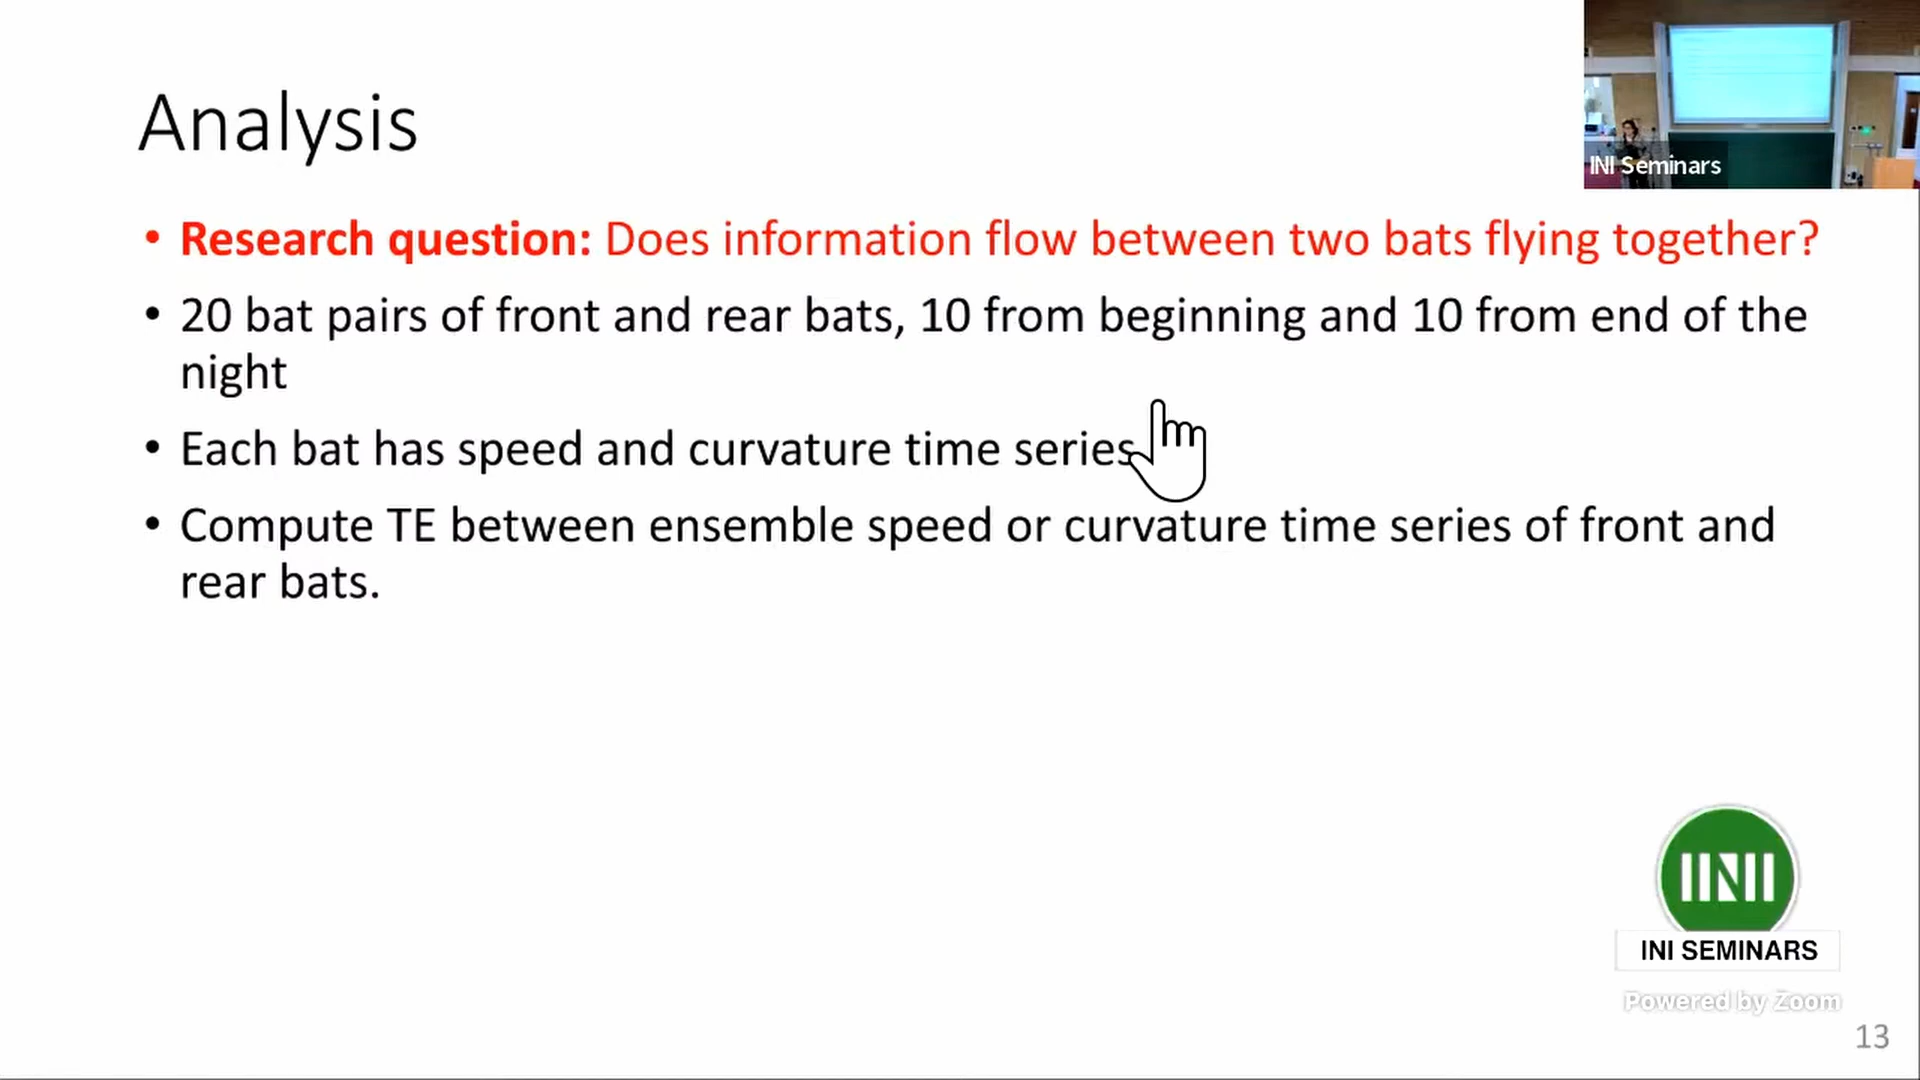 Analysis
INI Seminars
• Research question: Does information flow between two bats flying together?
• 20 bat pairs of front and rear bats, 10 from beginning and 10 from end of the
night
• Each bat has speed and curvature time series
• Compute TE between ensemble speed or curvature time series of front and
rear bats.
INI
INI SEMINARS
Powered by Zoom
13